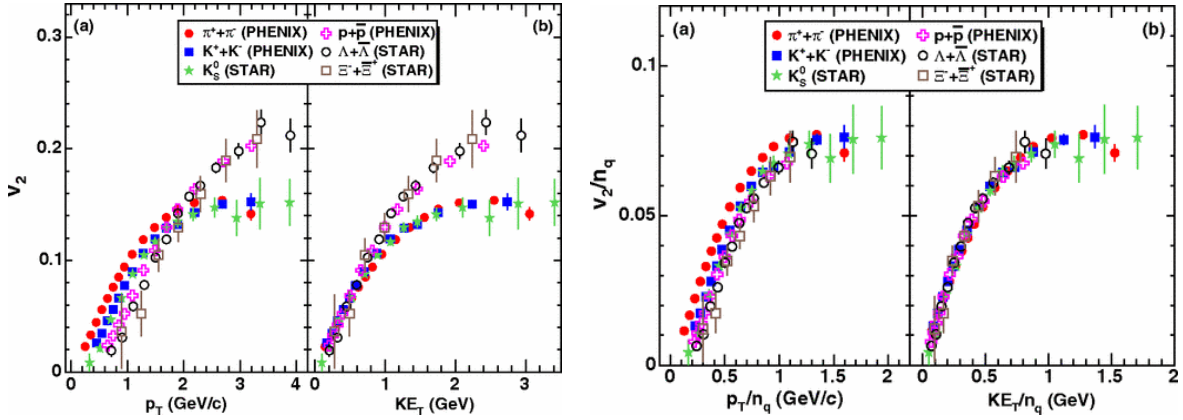 (a)
(b)
π⁺+π⁻ (PHENIX)
p+p̅ (PHENIX)
K⁺+K⁻ (PHENIX)
Λ+Λ̅ (STAR)
K⁰S (STAR)
Ξ⁻+Ξ̅⁺ (STAR)
0.3
0.2
0.1
0
V₂
0 1 2 3 4
0 1 2 3
pT (GeV/c)
KET (GeV)
(a)
(b)
π⁺+π⁻ (PHENIX)
p+p̅ (PHENIX)
K⁺+K⁻ (PHENIX)
Λ+Λ̅ (STAR)
K⁰S (STAR)
Ξ⁻+Ξ̅⁺ (STAR)
0.1
0.05
0
V₂/nq
0 0.5 1 1.5
0 0.5 1 1.5 2
pT/nq (GeV/c)
KET/nq (GeV)